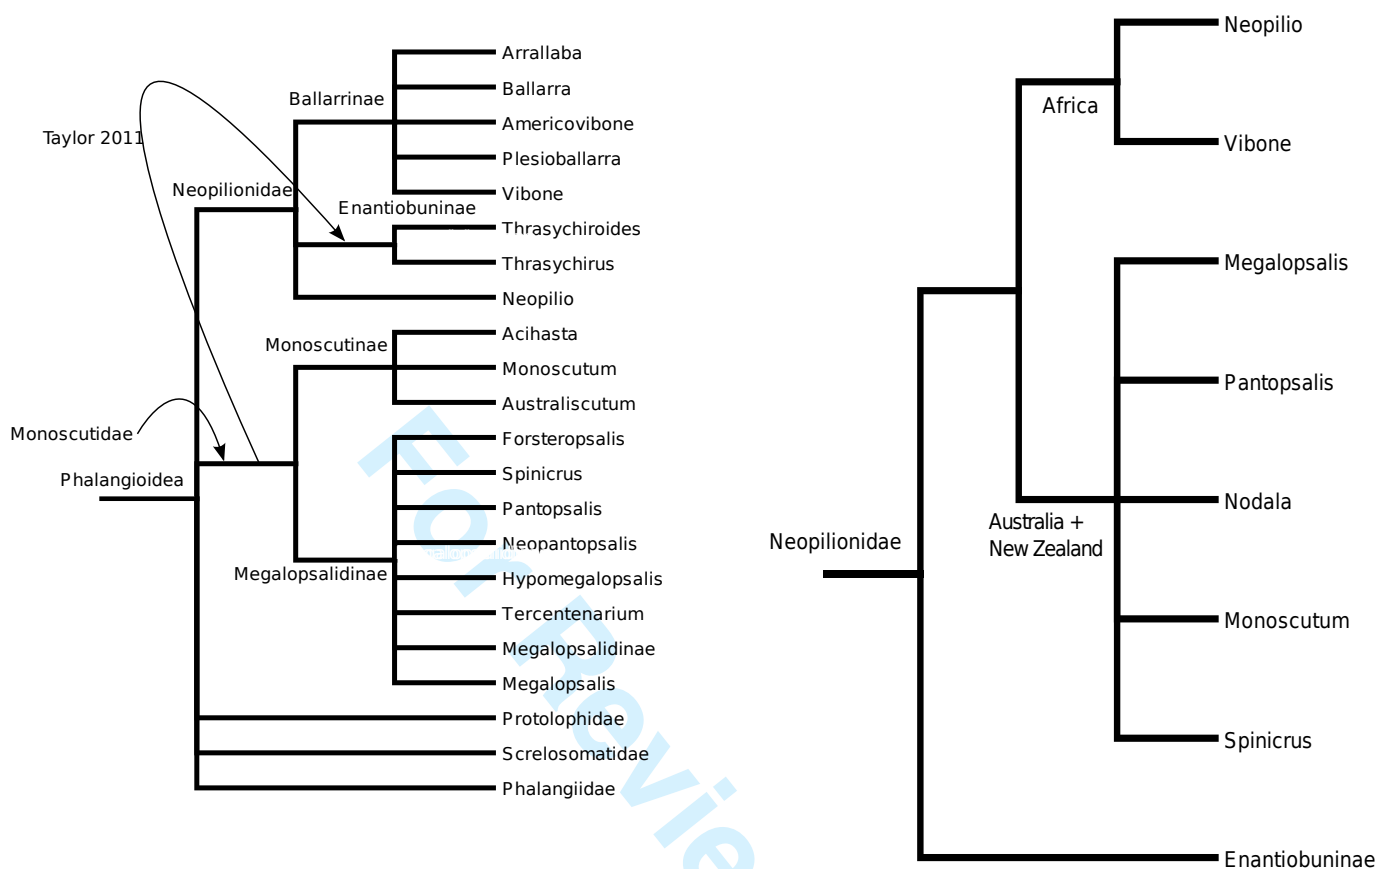 Arrallaba
Ballarrinae
Ballarra
Americovibone
Taylor 2011
Plesioballarra
Neopilionidae
Vibone
Enantiobuninae
Thrasychiroides
Thrasychirus
Neopilio
Acihasta
Monoscutinae
Monoscutum
Australiscutum
Monoscutidae
Forsteropsalis
Spinicrus
Phalangioidea
Pantopsalis
Neopantopsalis
Megalopsalidinae
Hypomegalopsalis
Tercentenarium
Megalopsalidinae
Megalopsalis
Protolophidae
Screlosomatidae
Phalangiidae
For Revie
Neopilio
Africa
Vibone
Megalopsalis
Pantopsalis
Nodala
Australia +
New Zealand
Neopilionidae
Monoscutum
Spinicrus
Enantiobuninae